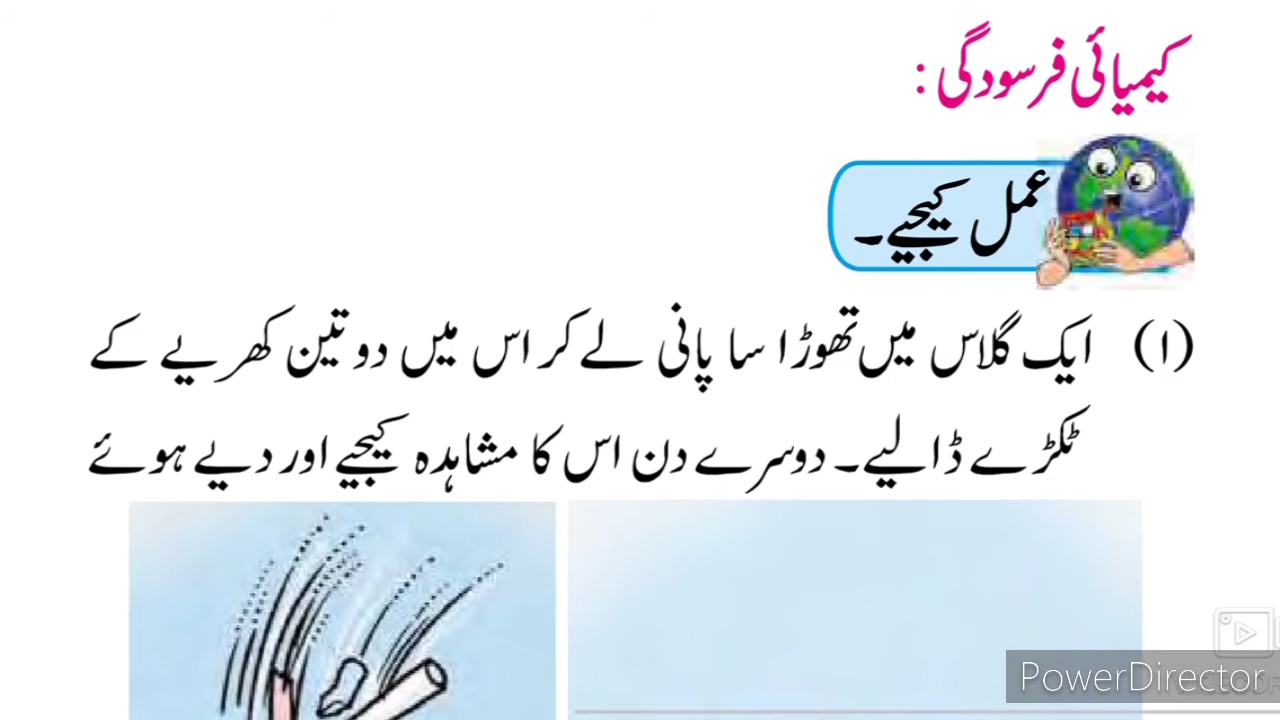 کیمیائی فرسودگی :
عمل کیجیے۔
(۱) ایک گلاس میں تھوڑا سا پانی لے کر اس میں دو تین کھریے کے
ٹکڑے ڈالیے۔ دوسرے دن اس کا مشاہدہ کیجیے اور دیے ہوئے
PowerDirector